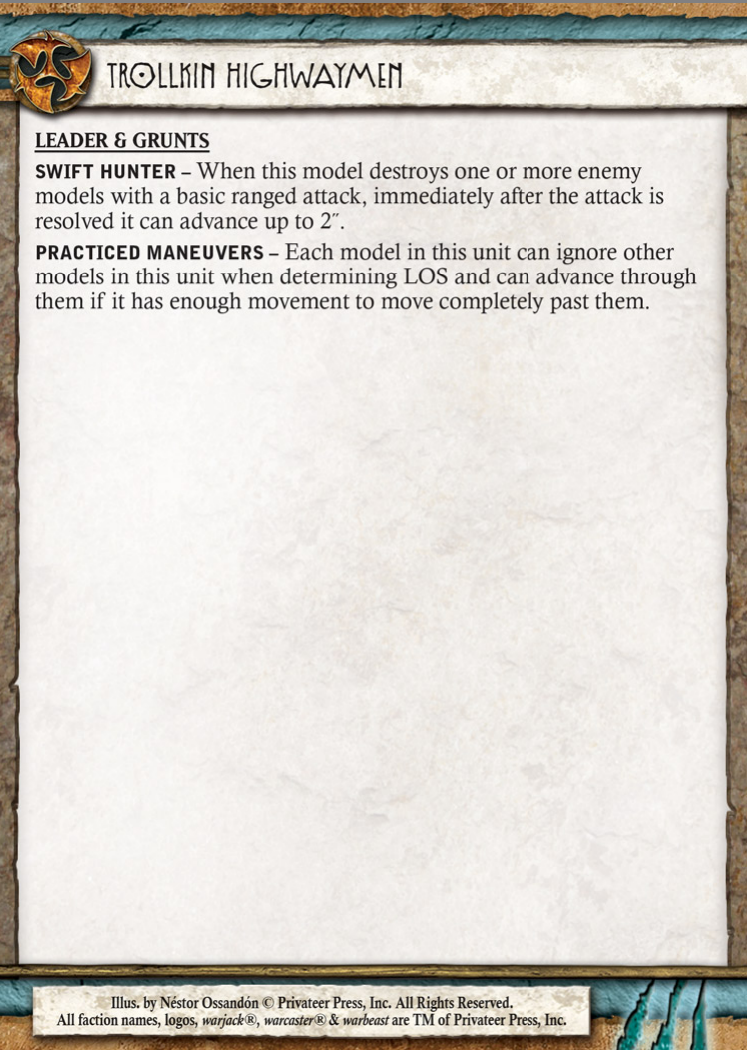 TROLLKIN HIGHWAYMEN
LEADER & GRUNTS
SWIFT HUNTER – When this model destroys one or more enemy
models with a basic ranged attack, immediately after the attack is
resolved it can advance up to 2˝.
PRACTICED MANEUVERS – Each model in this unit can ignore other
models in this unit when determining LOS and can advance through
them if it has enough movement to move completely past them.
Illus. by Néstor Ossandón © Privateer Press, Inc. All Rights Reserved.
All faction names, logos, warjack®, warcaster® & warbeast are TM of Privateer Press, Inc.